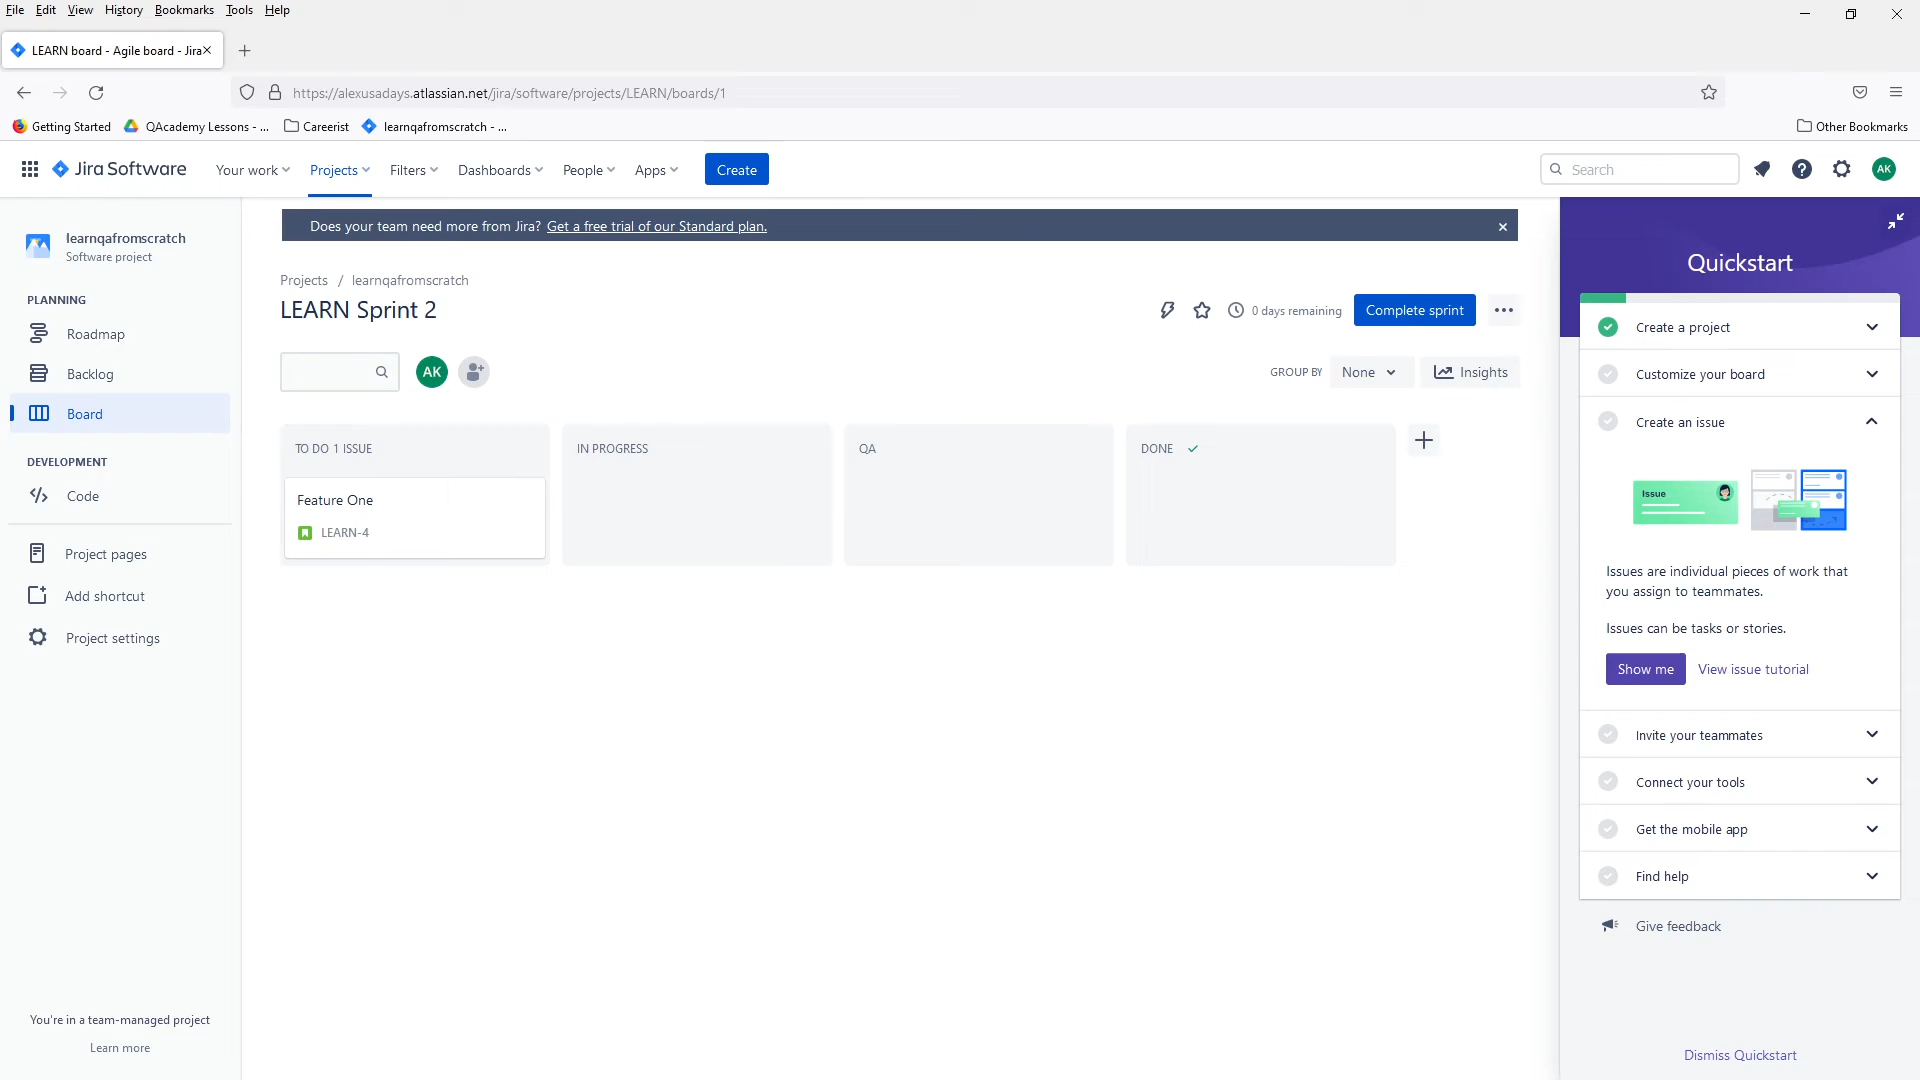 File Edit View History Bookmarks Tools Help
LEARN board - Agile board - Jira
https://alexusadays.atlassian.net/jira/software/projects/LEARN/boards/1
Getting Started QAcademy Lessons - ... Careerist learnqafromscratch - ... Other Bookmarks
Jira Software Your work Projects Filters Dashboards People Apps Create Search AK
learnqafromscratch
Software project
PLANNING
Roadmap
Backlog
Board
DEVELOPMENT
Code
Project pages
Add shortcut
Project settings
You're in a team-managed project
Learn more
Does your team need more from Jira? Get a free trial of our Standard plan.
Projects / learnqafromscratch
LEARN Sprint 2
0 days remaining Complete sprint
AK
GROUP BY None Insights
TO DO 1 ISSUE IN PROGRESS QA DONE
Feature One
LEARN-4
Quickstart
Create a project
Customize your board
Create an issue
Issue
Issues are individual pieces of work that
you assign to teammates.
Issues can be tasks or stories.
Show me View issue tutorial
Invite your teammates
Connect your tools
Get the mobile app
Find help
Give feedback
Dismiss Quickstart